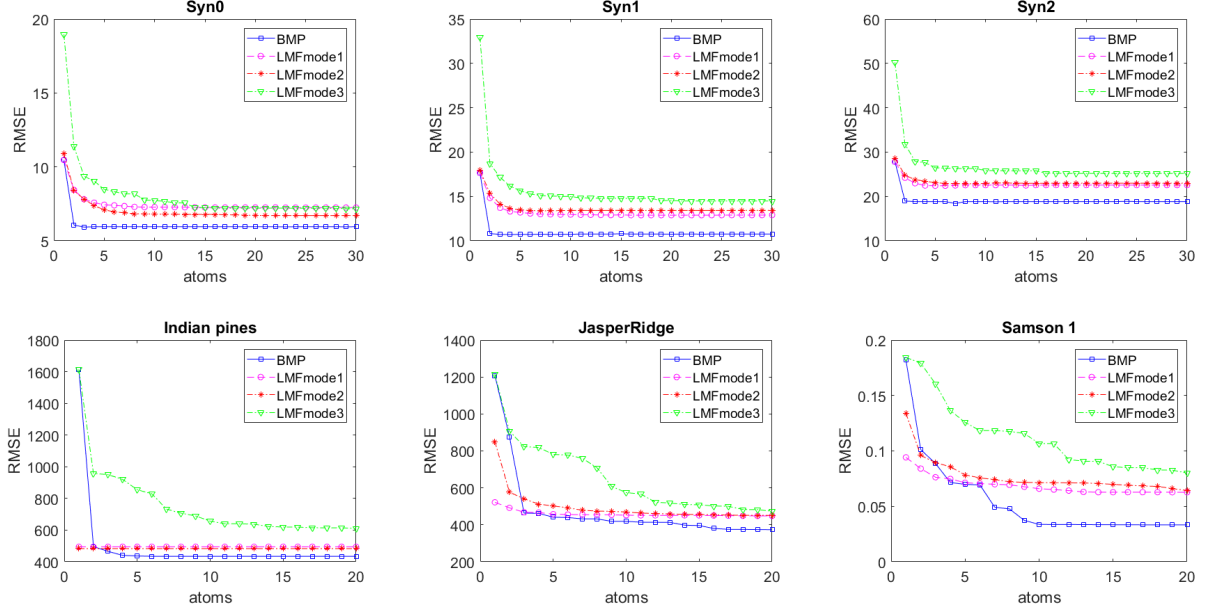 Syn0
20
15
10
5
RMSE
0 5 10 15 20 25 30
atoms
BMP
LMFmode1
LMFmode2
LMFmode3
Syn1
35
30
25
20
15
10
RMSE
0 5 10 15 20 25 30
atoms
BMP
LMFmode1
LMFmode2
LMFmode3
Syn2
60
50
40
30
20
10
RMSE
0 5 10 15 20 25 30
atoms
BMP
LMFmode1
LMFmode2
LMFmode3
Indian pines
1800
1600
1400
1200
1000
800
600
400
RMSE
0 5 10 15 20
atoms
BMP
LMFmode1
LMFmode2
LMFmode3
JasperRidge
1400
1200
1000
800
600
400
200
RMSE
0 5 10 15 20
atoms
BMP
LMFmode1
LMFmode2
LMFmode3
Samson 1
0.2
0.15
0.1
0.05
0
RMSE
0 5 10 15 20
atoms
BMP
LMFmode1
LMFmode2
LMFmode3